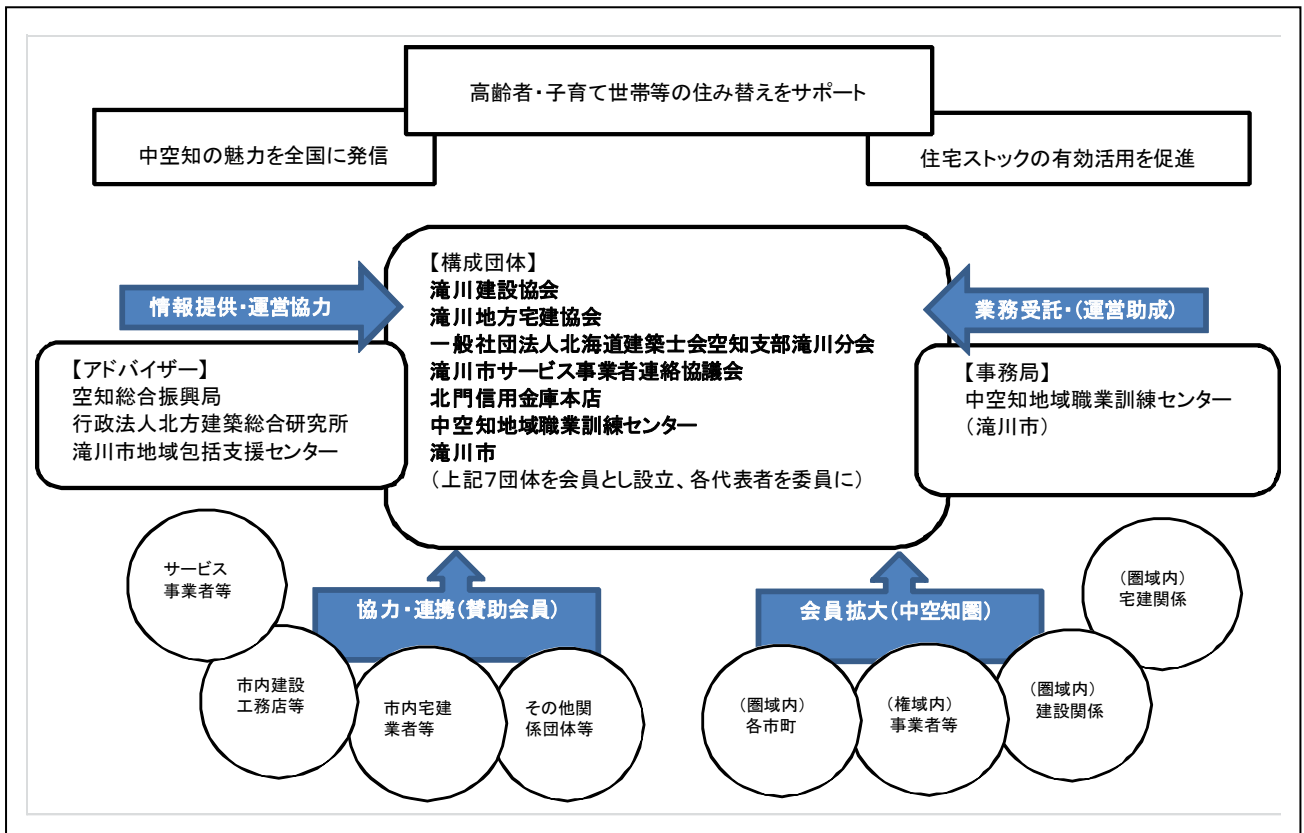 高齢者・子育て世帯等の住み替えをサポート
中空知の魅力を全国に発信
住宅ストックの有効活用を促進
【構成団体】
滝川建設協会
滝川地方宅建協会
一般社団法人北海道建築士会空知支部滝川分会
滝川市サービス事業者連絡協議会
北門信用金庫本店
中空知地域職業訓練センター
滝川市
(上記7団体を会員とし設立、各代表者を委員に)
情報提供・運営協力
【アドバイザー】
空知総合振興局
行政法人北方建築総合研究所
滝川市地域包括支援センター
業務受託・(運営助成)
【事務局】
中空知地域職業訓練センター
(滝川市)
協力・連携(賛助会員)
サービス
事業者等
市内建設
工務店等
市内宅建
業者等
その他関
係団体等
会員拡大(中空知圏)
(圏域内)
各市町
(権域内)
事業者等
(圏域内)
建設関係
(圏域内)
宅建関係